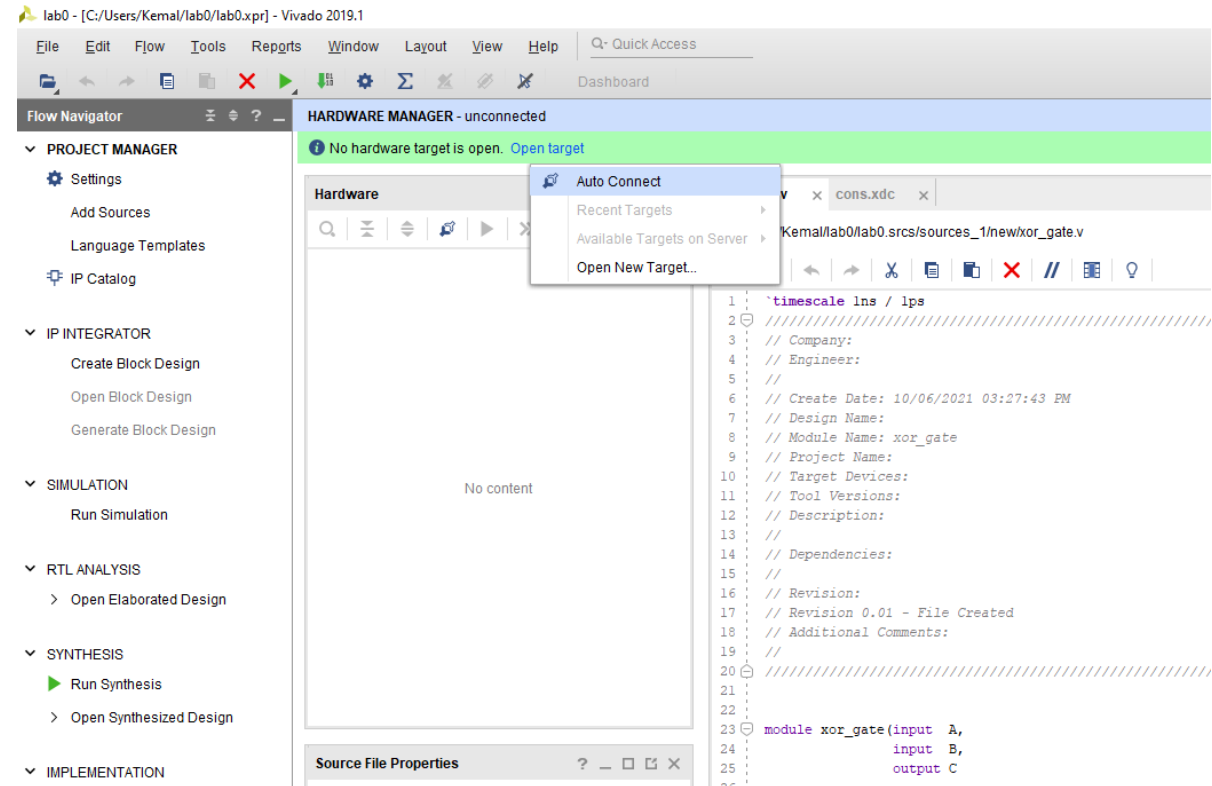 lab0 - [C:/Users/Kemal/lab0/lab0.xpr] - Vivado 2019.1
File Edit Flow Tools Reports Window Layout View Help Q- Quick Access
Dashboard
Flow Navigator
HARDWARE MANAGER - unconnected
PROJECT MANAGER
Settings
Add Sources
Language Templates
IP Catalog
IP INTEGRATOR
Create Block Design
Open Block Design
Generate Block Design
SIMULATION
Run Simulation
RTL ANALYSIS
Open Elaborated Design
SYNTHESIS
Run Synthesis
Open Synthesized Design
IMPLEMENTATION
No hardware target is open. Open target
Auto Connect
Recent Targets
Available Targets on Server
Open New Target...
Hardware
No content
Source File Properties
v cons.xdc
/Kemal/lab0/lab0.srcs/sources_1/new/xor_gate.v
1 `timescale 1ns / 1ps
2 //////////////////////////////////////////////////////////
3 // Company:
4 // Engineer:
5 //
6 // Create Date: 10/06/2021 03:27:43 PM
7 // Design Name:
8 // Module Name: xor_gate
9 // Project Name:
10 // Target Devices:
11 // Tool Versions:
12 // Description:
13 //
14 // Dependencies:
15 //
16 // Revision:
17 // Revision 0.01 - File Created
18 // Additional Comments:
19 //
20 //////////////////////////////////////////////////////////
21
22
23 module xor_gate(input A,
24 input B,
25 output C